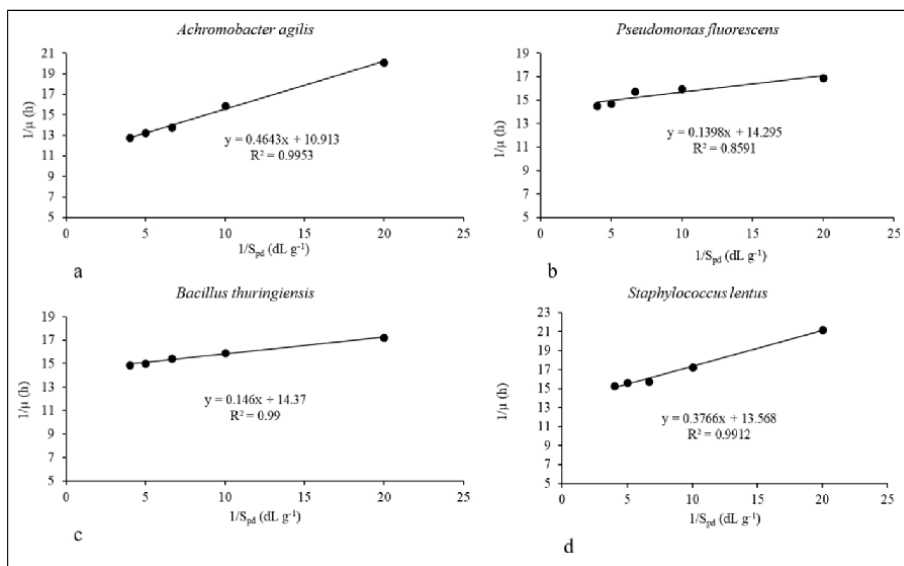 Achromobacter agilis
21
19
17
15
13
11
9
7
5
1/μ (h)
y = 0.4643x + 10.913
R² = 0.9953
0 5 10 15 20 25
1/Spd (dL g⁻¹)
a
Pseudomonas fluorescens
19
17
15
13
11
9
7
5
1/μ (h)
y = 0.1398x + 14.295
R² = 0.8591
0 5 10 15 20 25
1/Spd (dL g⁻¹)
b
Bacillus thuringiensis
19
17
15
13
11
9
7
5
1/μ (h)
y = 0.146x + 14.37
R² = 0.99
0 5 10 15 20 25
1/Spd (dL g⁻¹)
c
Staphylococcus lentus
23
21
19
17
15
13
11
9
7
5
1/μ (h)
y = 0.3766x + 13.568
R² = 0.9912
0 5 10 15 20 25
1/Spd (dL g⁻¹)
d